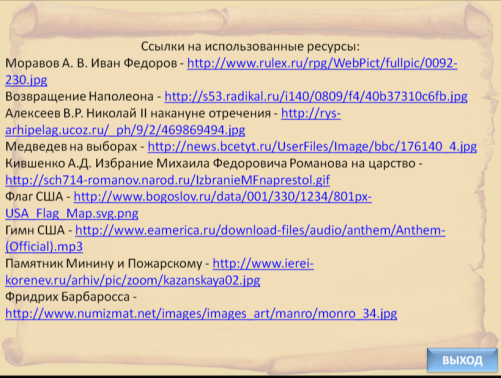 Ссылки на использованные ресурсы:
Моравов А. В. Иван Федоров - http://www.rulex.ru/rpg/WebPict/fullpic/0092-
230.jpg
Возвращение Наполеона - http://s53.radikal.ru/i140/0809/f4/40b37310c6fb.jpg
Алексеев В.Р. Николай II накануне отречения - http://rys-
arhipelag.ucoz.ru/_ph/9/2/469869494.jpg
Медведев на выборах - http://news.bcetyt.ru/UserFiles/Image/bbc/176140_4.jpg
Кившенко А.Д. Избрание Михаила Федоровича Романова на царство -
http://sch714-romanov.narod.ru/IzbranieMFnaprestol.gif
Флаг США - http://www.bogoslov.ru/data/001/330/1234/801px-
USA_Flag_Map.svg.png
Гимн США - http://www.eamerica.ru/download-files/audio/anthem/Anthem-
(Official).mp3
Памятник Минину и Пожарскому - http://www.ierei-
korenev.ru/arhiv/pic/zoom/kazanskaya02.jpg
Фридрих Барбаросса -
http://www.numizmat.net/images/images_art/manro/monro_34.jpg
ВЫХОД